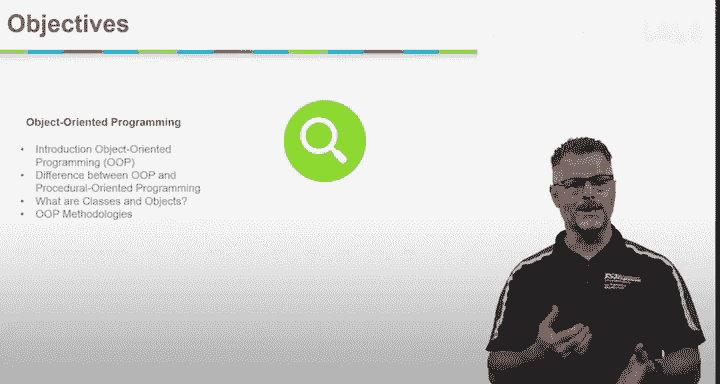 Objectives
Object-Oriented Programming
• Introduction Object-Oriented
Programming (OOP)
• Difference between OOP and
Procedural-Oriented Programming
• What are Classes and Objects?
• OOP Methodologies